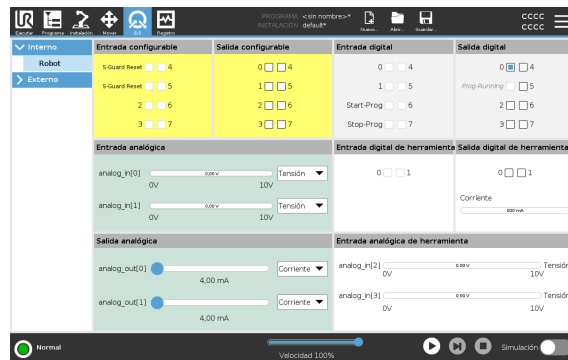 UR
PROGRAMA <sin nombre>*
INSTALACIÓN default*
CCCC
CCCC
Ejecutar Programa Instalación Mover E/S Registro Nuevo... Abrir... Guardar...
Interno
Robot
Externo
Entrada configurable
S-Guard Reset 4
S-Guard Reset 5
2 6
3 7
Salida configurable
0 4
1 5
2 6
3 7
Entrada digital
0 4
1 5
Start-Prog 6
Stop-Prog 7
Salida digital
0 4
Prog-Running 5
2 6
3 7
Entrada analógica
analog_in[0] 0,00 V Tensión
0V 10V
analog_in[1] 0,00 V Tensión
0V 10V
Entrada digital de herramienta
0 1
Salida digital de herramienta
0 1
Corriente
000 mA
Salida analógica
analog_out[0] Corriente
4,00 mA
analog_out[1] Corriente
4,00 mA
Entrada analógica de herramienta
analog_in[2] 0,00 V Tensión
0V 10V
analog_in[3] 0,00 V Tensión
0V 10V
Normal
Velocidad 100%
Simulación